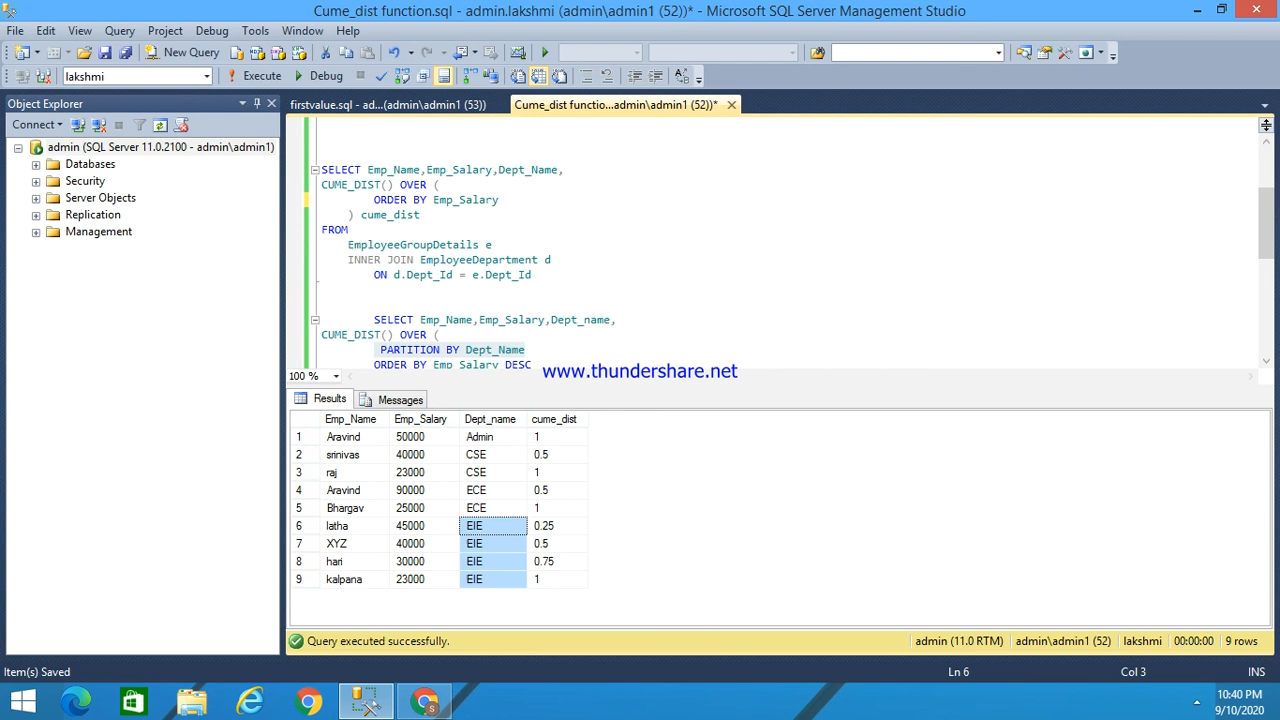 Cume_dist function.sql - admin.lakshmi (admin\admin1 (52))* - Microsoft SQL Server Management Studio
File Edit View Query Project Debug Tools Window Help
New Query
lakshmi Execute Debug
Object Explorer
firstvalue.sql - ad...(admin\admin1 (53)) Cume_dist functio...admin\admin1 (52))*
Connect
admin (SQL Server 11.0.2100 - admin\admin1)
Databases
Security
Server Objects
Replication
Management
SELECT Emp_Name,Emp_Salary,Dept_Name,
CUME_DIST() OVER (
ORDER BY Emp_Salary
) cume_dist
FROM
EmployeeGroupDetails e
INNER JOIN EmployeeDepartment d
ON d.Dept_Id = e.Dept_Id
SELECT Emp_Name,Emp_Salary,Dept_name,
CUME_DIST() OVER (
PARTITION BY Dept_Name
ORDER BY Emp_Salary DESC
www.thundershare.net
100 %
Results Messages
Emp_Name Emp_Salary Dept_name cume_dist
1 Aravind 50000 Admin 1
2 srinivas 40000 CSE 0.5
3 raj 23000 CSE 1
4 Aravind 90000 ECE 0.5
5 Bhargav 25000 ECE 1
6 latha 45000 EIE 0.25
7 XYZ 40000 EIE 0.5
8 hari 30000 EIE 0.75
9 kalpana 23000 EIE 1
Query executed successfully. admin (11.0 RTM) admin\admin1 (52) lakshmi 00:00:00 9 rows
Item(s) Saved Ln 6 Col 3 INS
10:40 PM
9/10/2020